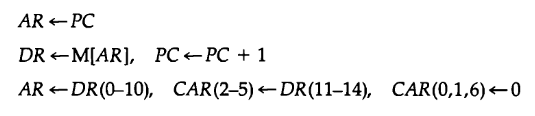 AR ← PC
DR ← M[AR], PC ← PC + 1
AR ← DR(0–10), CAR(2–5) ← DR(11–14), CAR(0,1,6) ← 0